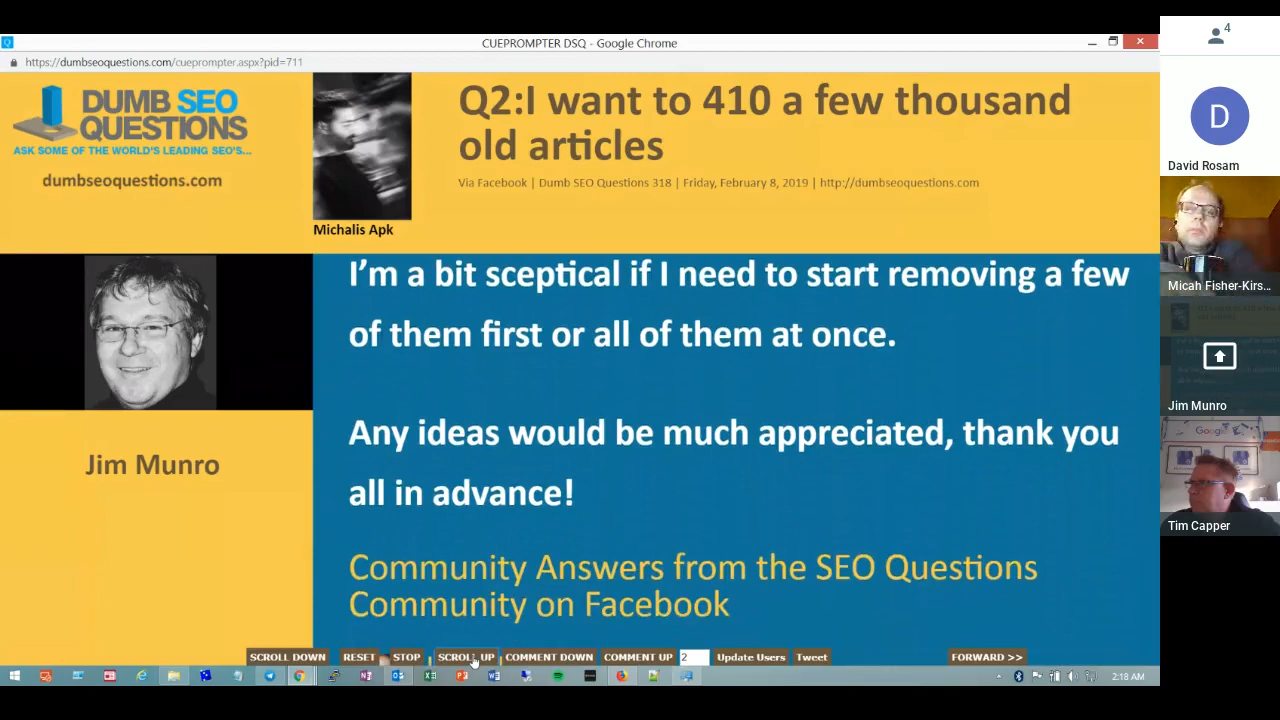 CUEPROMPTER DSQ - Google Chrome
https://dumbseoquestions.com/cueprompter.aspx?pid=711
DUMB SEO
QUESTIONS
ASK SOME OF THE WORLD'S LEADING SEO'S...
dumbseoquestions.com
Michalis Apk
Q2:I want to 410 a few thousand
old articles
Via Facebook | Dumb SEO Questions 318 | Friday, February 8, 2019 | http://dumbseoquestions.com
Jim Munro
I'm a bit sceptical if I need to start removing a few
of them first or all of them at once.
Any ideas would be much appreciated, thank you
all in advance!
Community Answers from the SEO Questions
Community on Facebook
SCROLL DOWN RESET STOP SCROLL UP COMMENT DOWN COMMENT UP 2 Update Users Tweet FORWARD >>
2:18 AM
4
D
David Rosam
Micah Fisher-Kirs...
Jim Munro
Google
Tim Capper